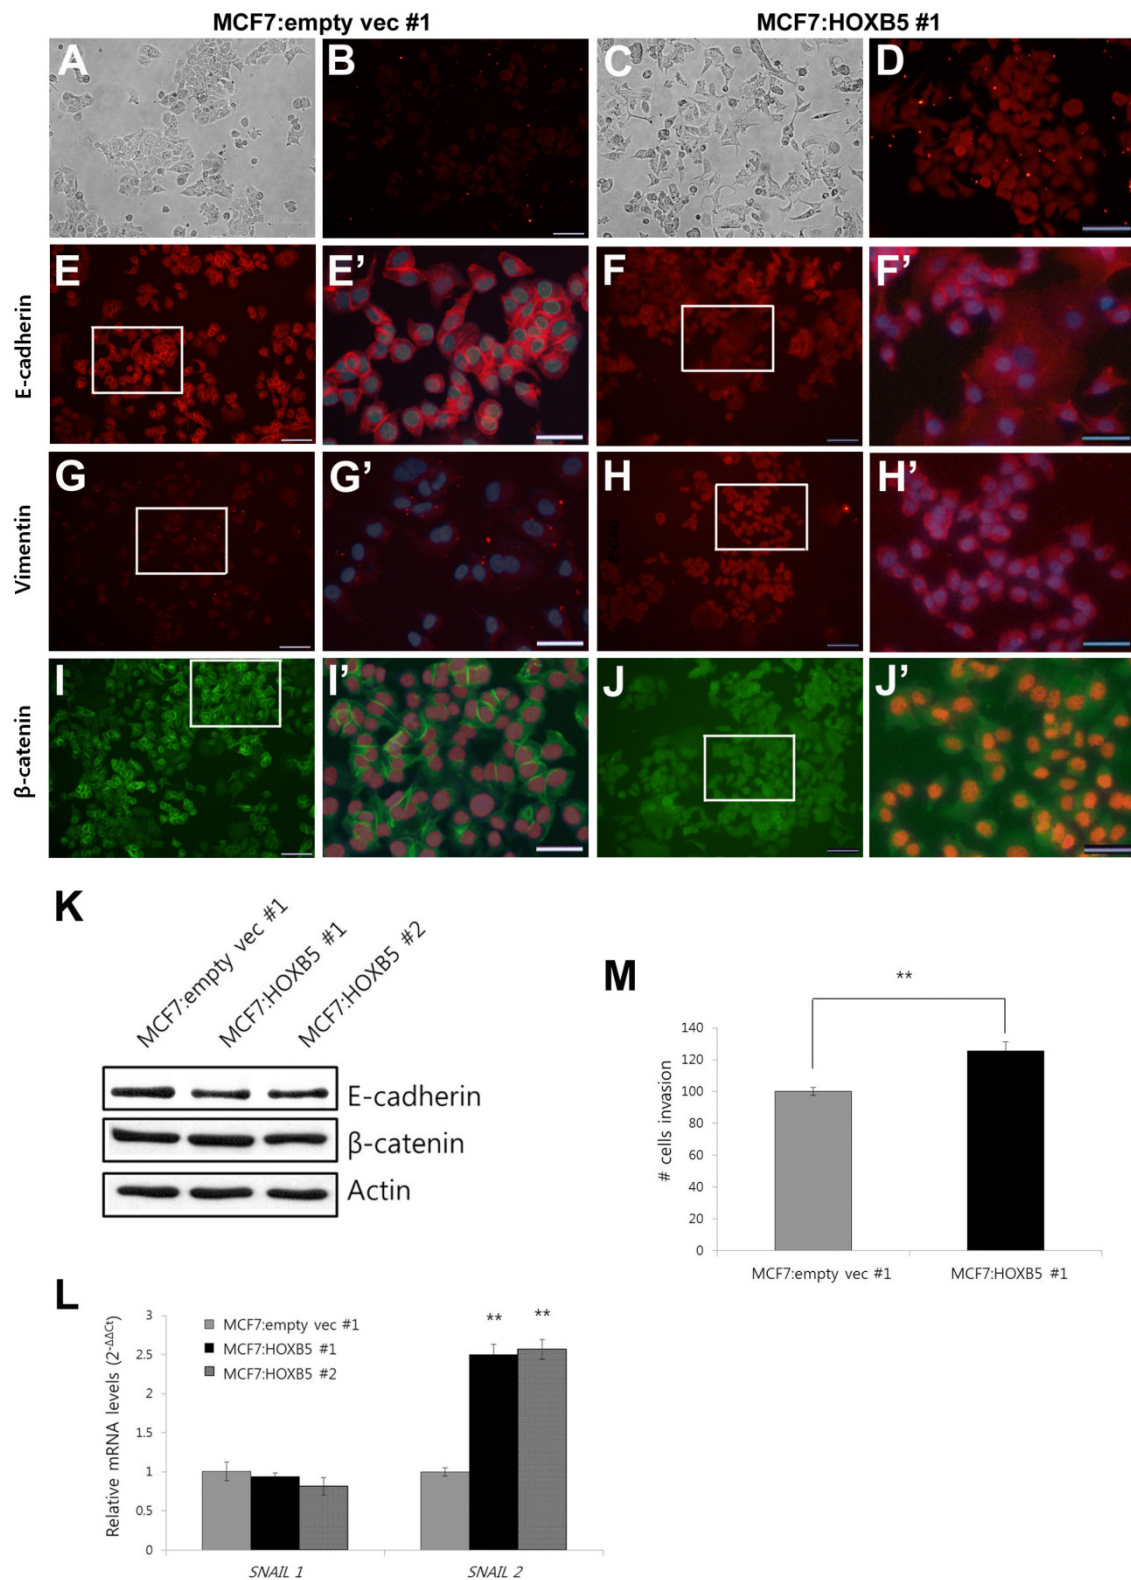 MCF7:empty vec #1 MCF7:HOXB5 #1
A B C D
E-cadherin
E E' F F'
Vimentin
G G' H H'
β-catenin
I I' J J'
K
MCF7:empty vec #1
MCF7:HOXB5 #1
MCF7:HOXB5 #2
E-cadherin
β-catenin
Actin
M
**
# cells invasion
140
120
100
80
60
40
20
0
MCF7:empty vec #1 MCF7:HOXB5 #1
L
Relative mRNA levels (2-ΔΔCt)
3
2.5
2
1.5
1
0.5
0
MCF7:empty vec #1
MCF7:HOXB5 #1
MCF7:HOXB5 #2
** **
SNAIL 1 SNAIL 2